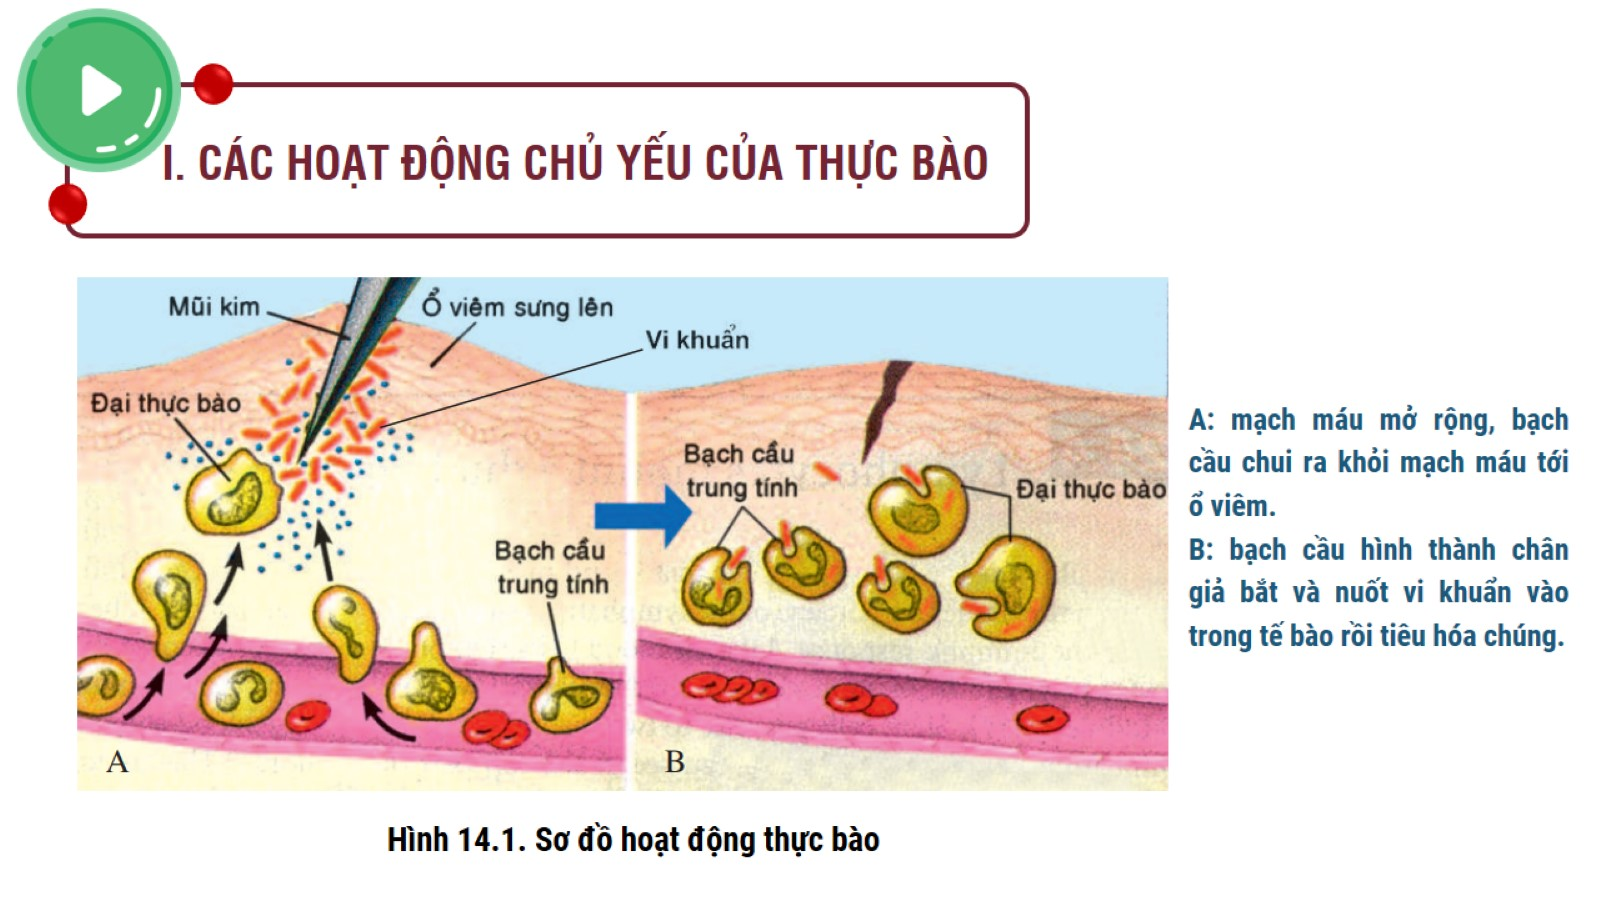 I. CÁC HOẠT ĐỘNG CHỦ YẾU CỦA THỰC BÀO
Mũi kim
Ổ viêm sưng lên
Vi khuẩn
Đại thực bào
Bạch cầu
trung tính
A
Bạch cầu
trung tính
Đại thực bào
B
A: mạch máu mở rộng, bạch
cầu chui ra khỏi mạch máu tới
ổ viêm.
B: bạch cầu hình thành chân
giả bắt và nuốt vi khuẩn vào
trong tế bào rồi tiêu hóa chúng.
Hình 14.1. Sơ đồ hoạt động thực bào